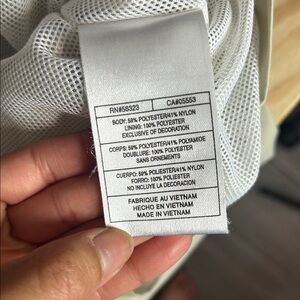 RN#56323 CA#05553
BODY: 59% POLYESTER/41% NYLON
LINING: 100% POLYESTER
EXCLUSIVE OF DECORATION
CORPS: 59% POLYESTER/41% POLYAMIDE
DOUBLURE: 100% POLYESTER
SANS ORNEMENTS
CUERPO: 59% POLIESTER/41% NYLON
FORRO: 100% POLIESTER
NO INCLUYE LA DECORACION
FABRIQUE AU VIETNAM
HECHO EN VIETNAM
MADE IN VIETNAM